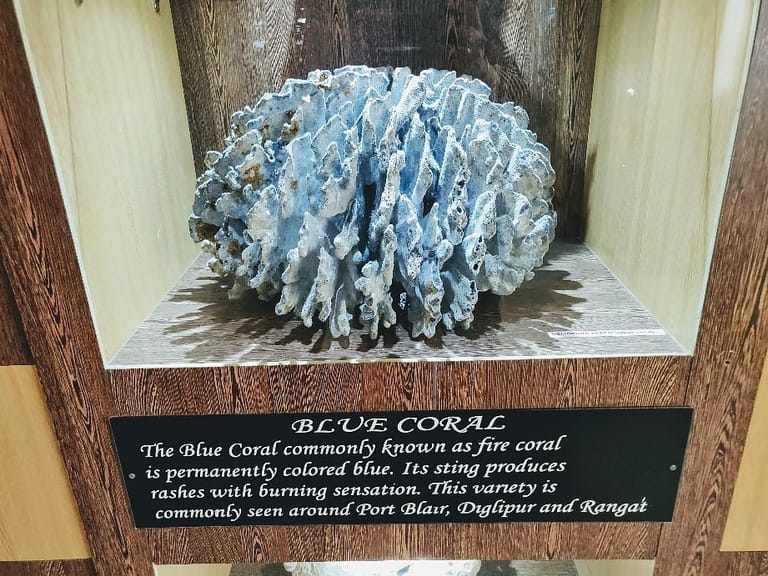 BLUE CORAL
The Blue Coral commonly known as fire coral
is permanently colored blue. Its sting produces
rashes with burning sensation. This variety is
commonly seen around Port Blair, Diglipur and Rangat